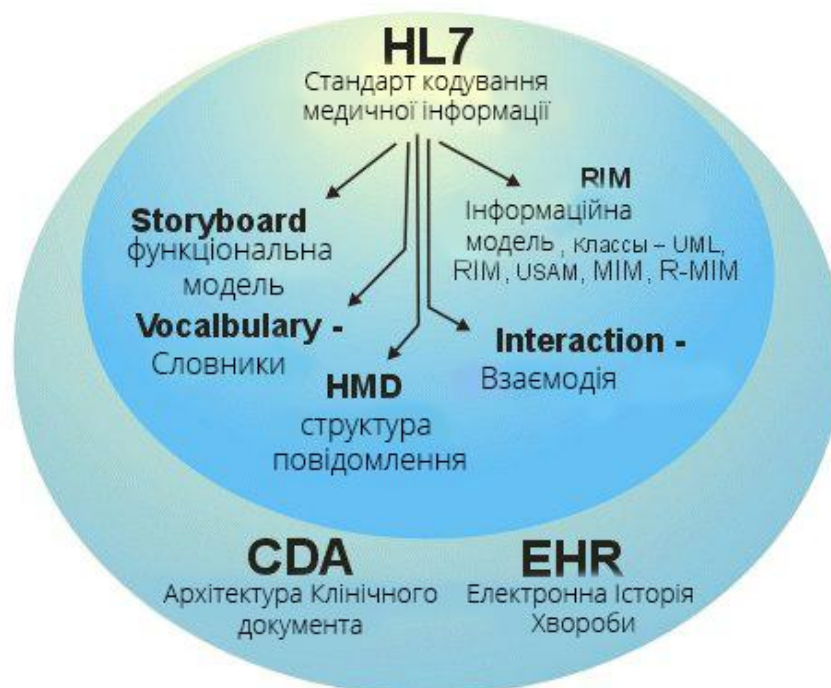 HL7
Стандарт кодування
медичної інформації
Storyboard
функціональна
модель
RIM
Інформаційна
модель , Классы – UML,
RIM, USAM, MIM, R-MIM
Vocalbulary -
Словники
HMD
структура
повідомлення
Interaction -
Взаємодія
CDA
Архітектура Клінічного
документа
EHR
Електронна Історія
Хвороби